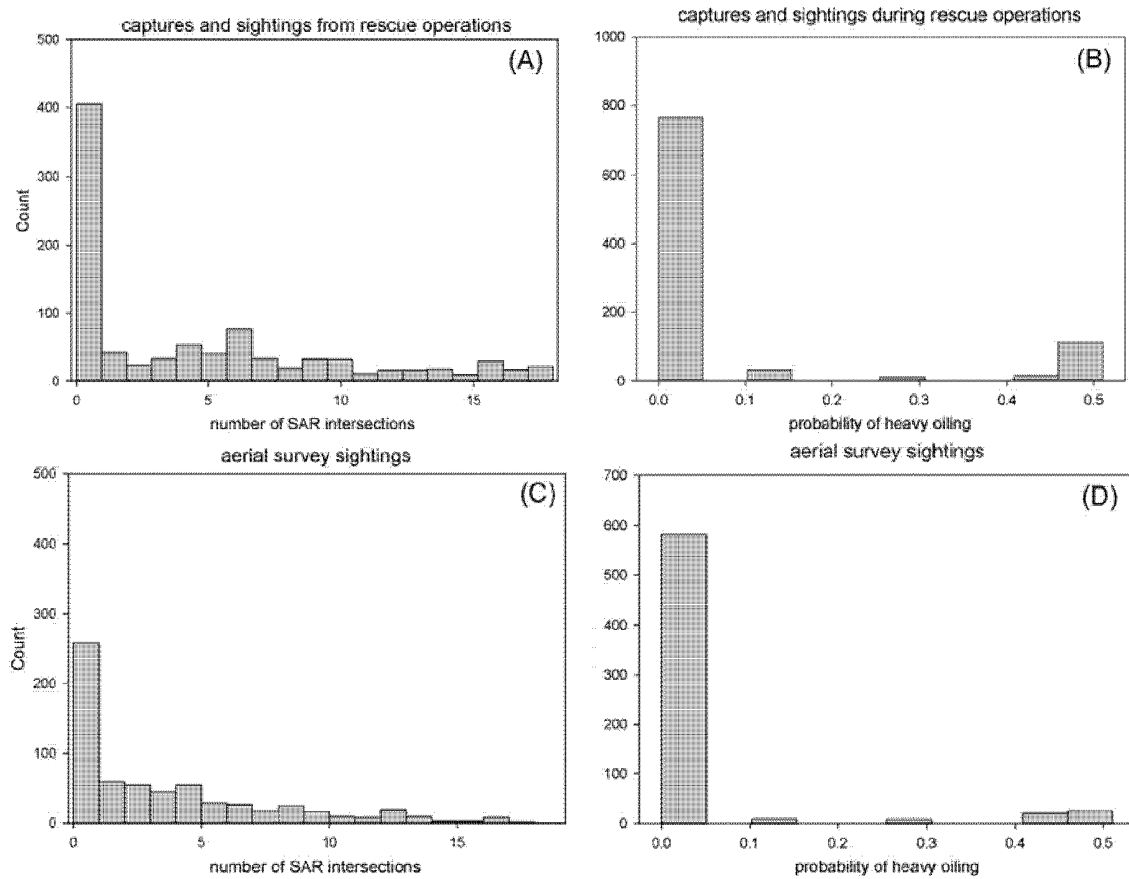 captures and sightings from rescue operations
(A)
500
400
300
200
100
0
Count
0 5 10 15
number of SAR intersections
captures and sightings during rescue operations
(B)
1000
800
600
400
200
0
0.0 0.1 0.2 0.3 0.4 0.5
probability of heavy oiling
aerial survey sightings
(C)
500
400
300
200
100
0
Count
0 5 10 15
number of SAR intersections
aerial survey sightings
(D)
700
600
500
400
300
200
100
0
0.0 0.1 0.2 0.3 0.4 0.5
probability of heavy oiling